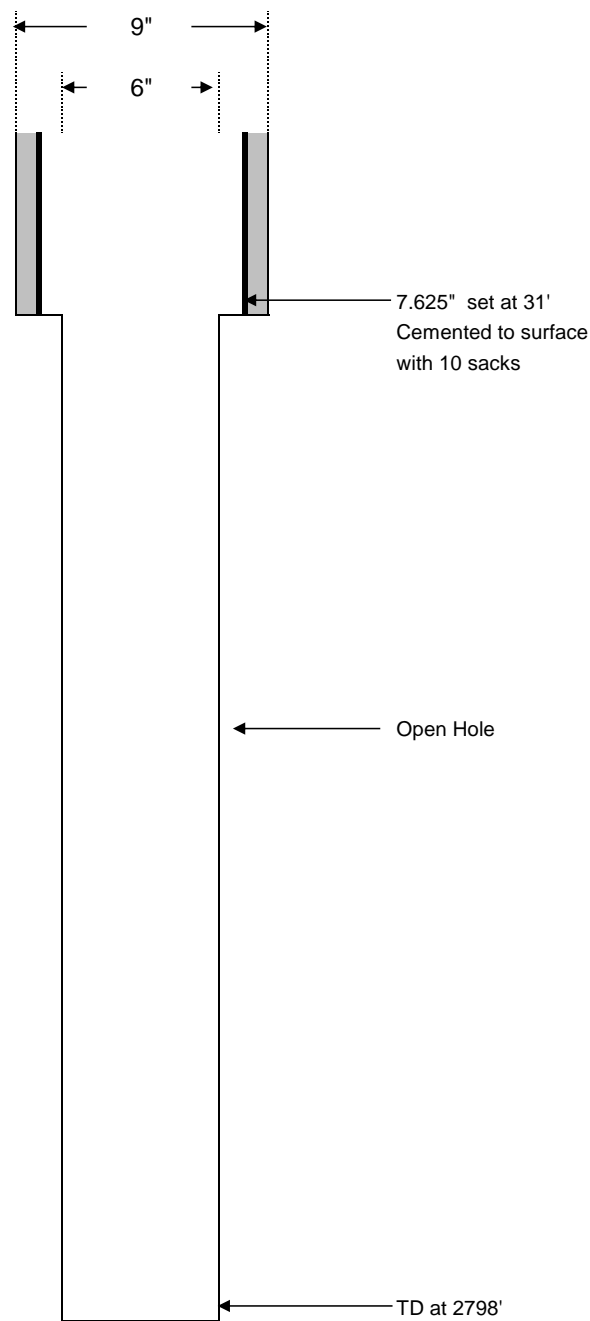 9"
6"
7.625"  set at 31'
Cemented to surface
with 10 sacks
Open Hole
TD at 2798'